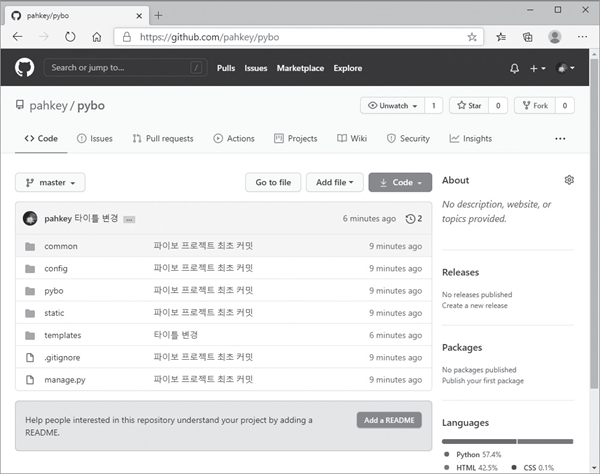 pahkey/pybo
https://github.com/pahkey/pybo
Search or jump to... /
Pulls Issues Marketplace Explore
pahkey / pybo
Unwatch 1 Star 0 Fork 0
<> Code Issues Pull requests Actions Projects Wiki Security Insights ...
master Go to file Add file Code
About
No description, website, or
topics provided.
pahkey 타이틀 변경 ... 6 minutes ago 2
common 파이보 프로젝트 최초 커밋 9 minutes ago
config 파이보 프로젝트 최초 커밋 9 minutes ago
pybo 파이보 프로젝트 최초 커밋 9 minutes ago
static 파이보 프로젝트 최초 커밋 9 minutes ago
templates 타이틀 변경 6 minutes ago
.gitignore 파이보 프로젝트 최초 커밋 9 minutes ago
manage.py 파이보 프로젝트 최초 커밋 9 minutes ago
Releases
No releases published
Create a new release
Packages
No packages published
Publish your first package
Help people interested in this repository understand your project by adding a
README.
Add a README
Languages
Python 57.4%
HTML 42.5% CSS 0.1%